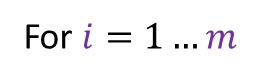 For i = 1 … m